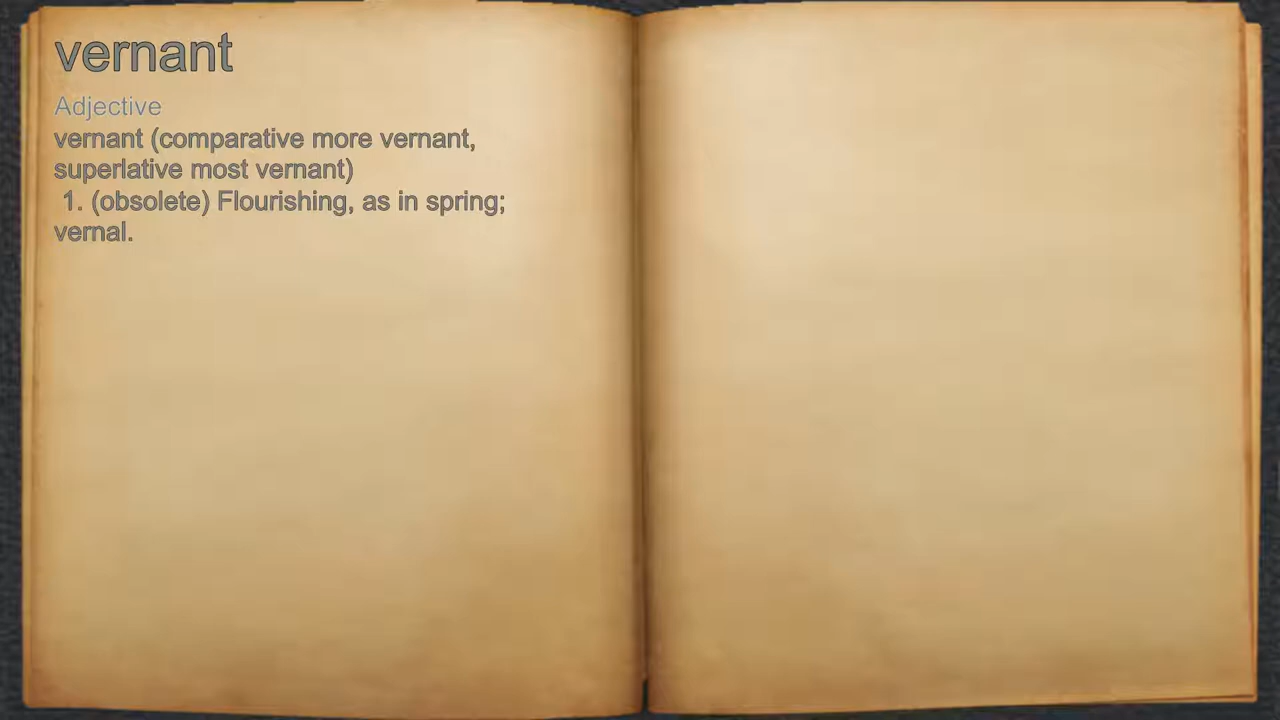 vernant
Adjective
vernant (comparative more vernant,
superlative most vernant)
1. (obsolete) Flourishing, as in spring;
vernal.